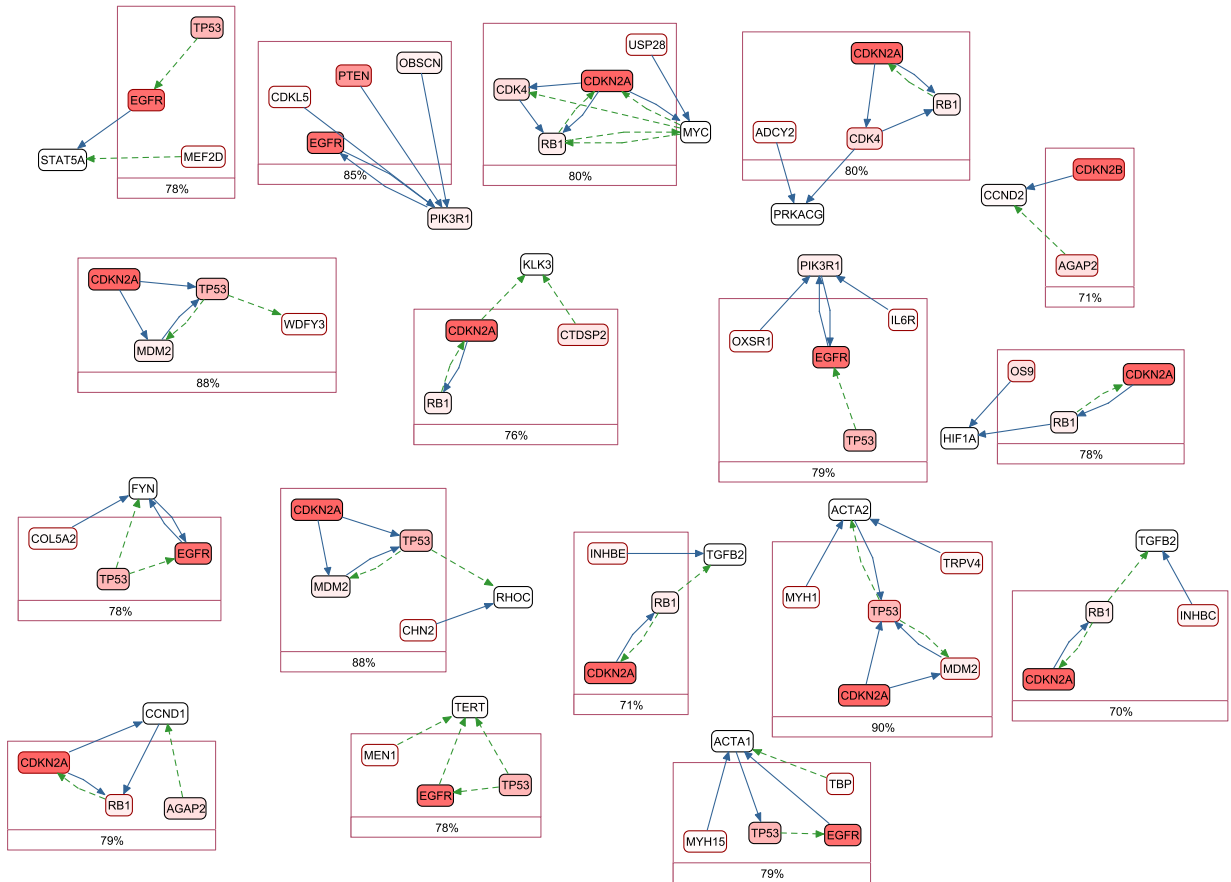 TP53
EGFR
STAT5A
MEF2D
78%
OBSCN
PTEN
CDKL5
EGFR
85%
PIK3R1
USP28
CDKN2A
CDK4
MYC
RB1
80%
CDKN2A
RB1
ADCY2
CDK4
80%
PRKACG
CDKN2B
CCND2
AGAP2
71%
CDKN2A
TP53
WDFY3
MDM2
88%
KLK3
CDKN2A
CTDSP2
RB1
76%
PIK3R1
IL6R
OXSR1
EGFR
TP53
79%
OS9
CDKN2A
RB1
HIF1A
78%
FYN
COL5A2
EGFR
TP53
78%
CDKN2A
TP53
MDM2
RHOC
CHN2
88%
INHBE
TGFB2
RB1
CDKN2A
71%
ACTA2
TRPV4
MYH1
TP53
MDM2
CDKN2A
90%
TGFB2
RB1
INHBC
CDKN2A
70%
CCND1
CDKN2A
RB1
AGAP2
79%
TERT
MEN1
TP53
EGFR
78%
ACTA1
TBP
TP53
EGFR
MYH15
79%